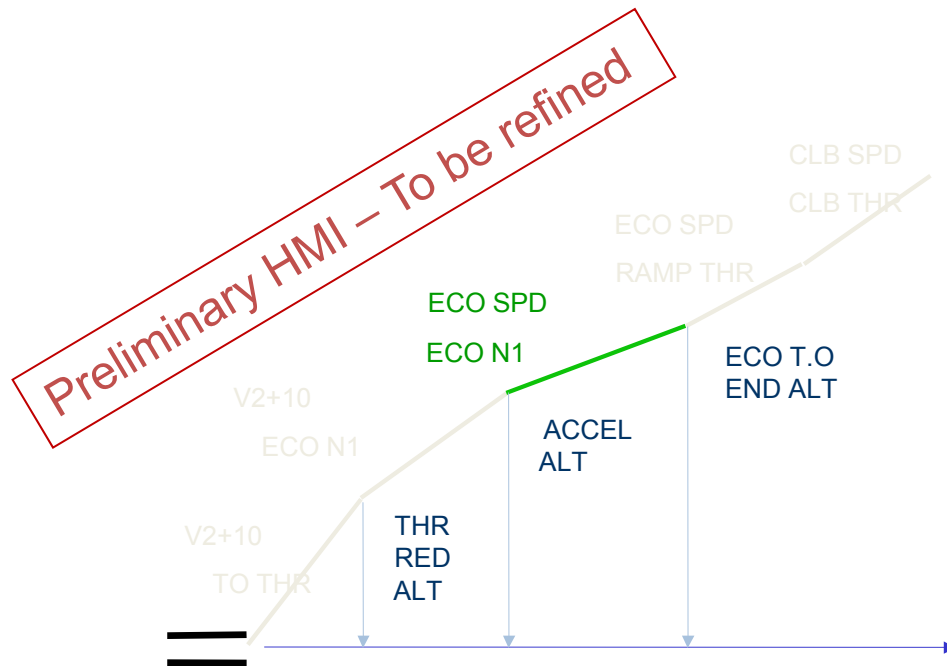 Preliminary HMI – To be refined
CLB SPD
CLB THR
ECO SPD
RAMP THR
ECO SPD
ECO N1
ECO T.O
END ALT
V2+10
ECO N1
ACCEL
ALT
V2+10
TO THR
THR
RED
ALT